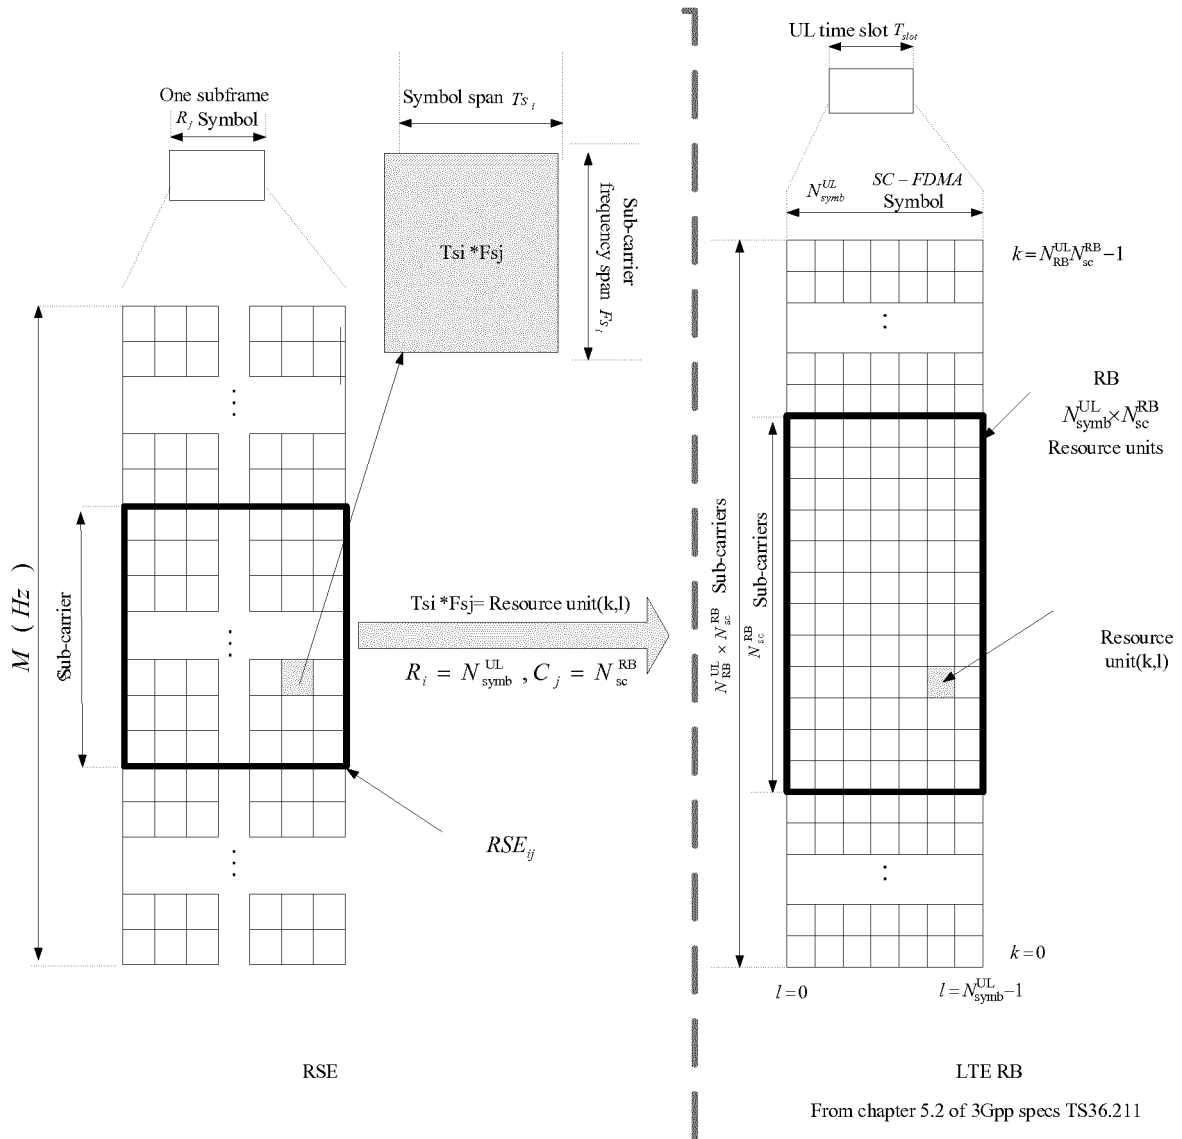 One subframe
R_j Symbol
Symbol span Ts_i
Tsi *Fsj
Sub-carrier
frequency span Fs_j
M ( Hz )
Sub-carrier
Tsi *Fsj= Resource unit(k,l)
R_i = N_symb^UL , C_j = N_sc^RB
RSE_ij
RSE
UL time slot T_slot
N_symb^UL SC-FDMA
Symbol
k = N_RB^UL N_sc^RB -1
RB
N_symb^UL × N_sc^RB
Resource units
N_RB^UL × N_sc^RB Sub-carriers
N_sc^RB Sub-carriers
Resource
unit(k,l)
k = 0
l = 0
l = N_symb^UL -1
LTE RB
From chapter 5.2 of 3Gpp specs TS36.211